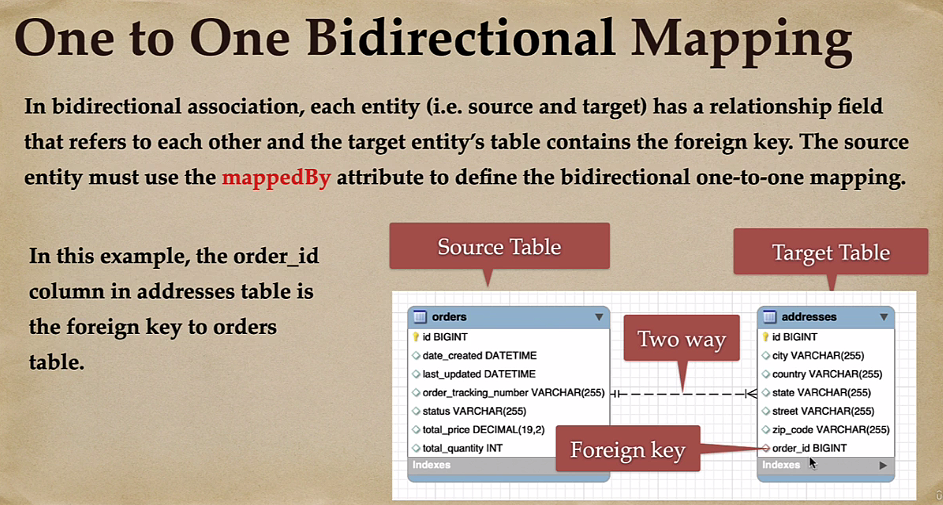 One to One Bidirectional Mapping
In bidirectional association, each entity (i.e. source and target) has a relationship field
that refers to each other and the target entity's table contains the foreign key. The source
entity must use the mappedBy attribute to define the bidirectional one-to-one mapping.
In this example, the order_id
column in addresses table is
the foreign key to orders
table.
Source Table
Target Table
orders
id BIGINT
date_created DATETIME
last_updated DATETIME
order_tracking_number VARCHAR(255)
status VARCHAR(255)
total_price DECIMAL(19,2)
total_quantity INT
Indexes
Two way
Foreign key
addresses
id BIGINT
city VARCHAR(255)
country VARCHAR(255)
state VARCHAR(255)
street VARCHAR(255)
zip_code VARCHAR(255)
order_id BIGINT
Indexes